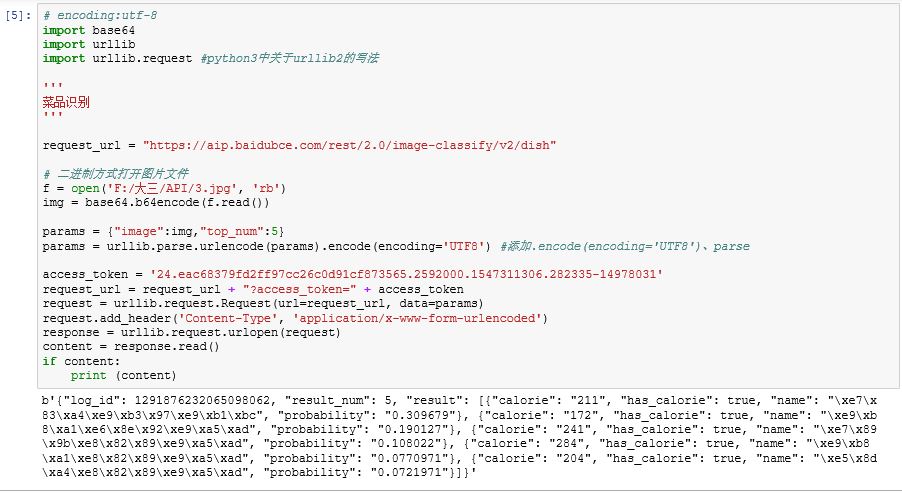 [5]:
# encoding:utf-8
import base64
import urllib
import urllib.request #python3中关于urllib2的写法
'''
菜品识别
'''
request_url = "https://aip.baidubce.com/rest/2.0/image-classify/v2/dish"
# 二进制方式打开图片文件
f = open('F:/大三/API/3.jpg', 'rb')
img = base64.b64encode(f.read())
params = {"image":img,"top_num":5}
params = urllib.parse.urlencode(params).encode(encoding='UTF8') #添加.encode(encoding='UTF8')、parse
access_token = '24.eac68379fd2ff97cc26c0d91cf873565.2592000.1547311306.282335-14978031'
request_url = request_url + "?access_token=" + access_token
request = urllib.request.Request(url=request_url, data=params)
request.add_header('Content-Type', 'application/x-www-form-urlencoded')
response = urllib.request.urlopen(request)
content = response.read()
if content:
    print (content)
b'{"log_id": 1291876232065098062, "result_num": 5, "result": [{"calorie": "211", "has_calorie": true, "name": "\xe7\x
83\xa4\xe9\xb3\x97\xe9\xb1\xbc", "probability": "0.309679"}, {"calorie": "172", "has_calorie": true, "name": "\xe9\xb
8\xa1\xe6\x8e\x92\xe9\xa5\xad", "probability": "0.190127"}, {"calorie": "241", "has_calorie": true, "name": "\xe7\x89
\x9b\xe8\x82\x89\xe9\xa5\xad", "probability": "0.108022"}, {"calorie": "284", "has_calorie": true, "name": "\xe9\xb8
\xa1\xe8\x82\x89\xe9\xa5\xad", "probability": "0.0770971"}, {"calorie": "204", "has_calorie": true, "name": "\xe5\x8d
\xa4\xe8\x82\x89\xe9\xa5\xad", "probability": "0.0721971"}]}'